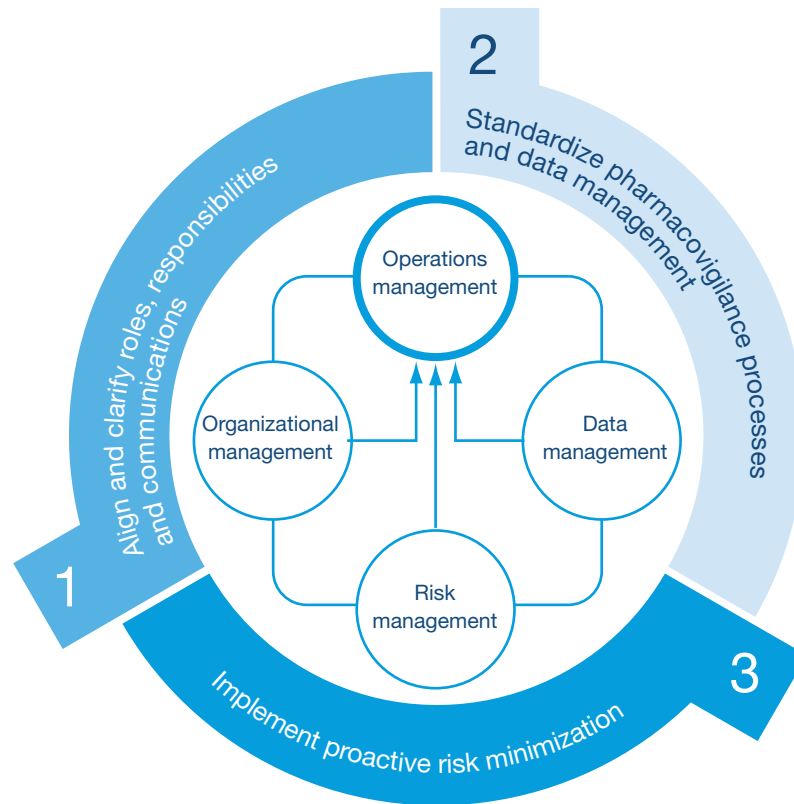 1
Align and clarify roles, responsibilities
and communications
2
Standardize pharmacovigilance processes
and data management
Operations
management
Organizational
management
Data
management
Risk
management
3
Implement proactive risk minimization